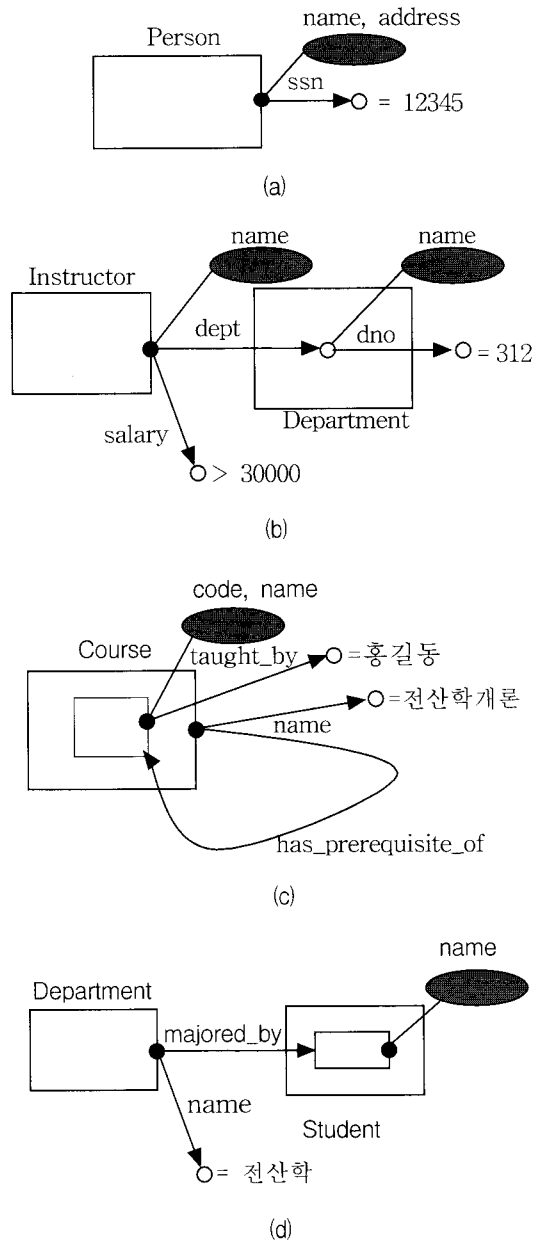 name, address
Person
ssn
= 12345
(a)
name
name
Instructor
dept
dno
= 312
Department
salary
> 30000
(b)
code, name
Course
taught_by
=홍길동
=전산학개론
name
has_prerequisite_of
(c)
name
Department
majored_by
name
Student
= 전산학
(d)